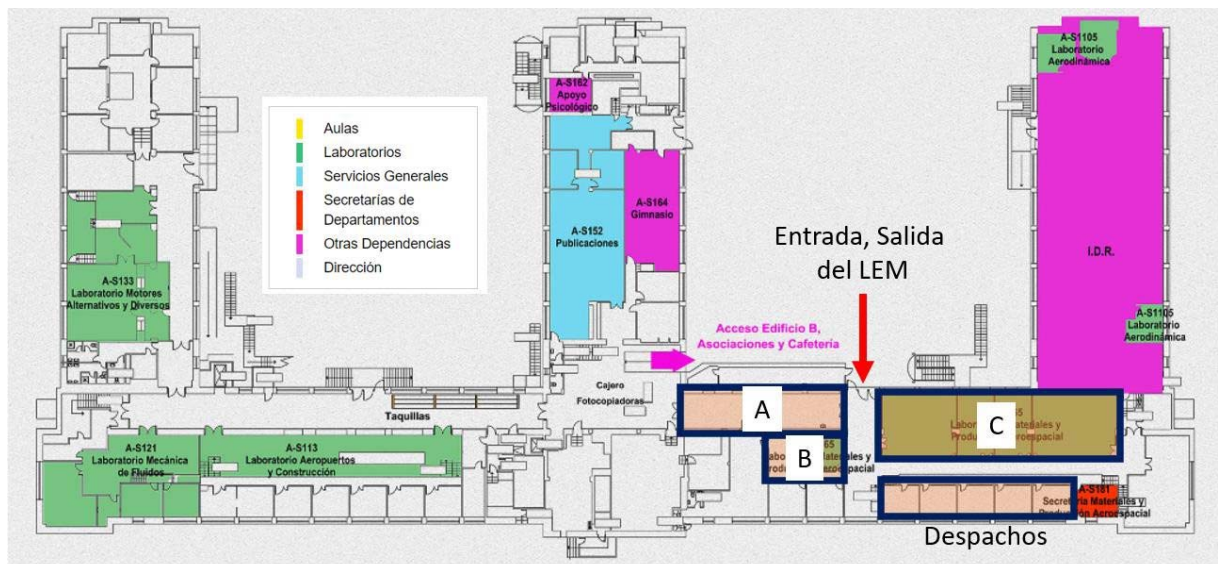 A-S1105
Laboratorio
Aerodinámica
A-S162
Apoyo
Psicológico
Aulas
Laboratorios
Servicios Generales
Secretarías de
Departamentos
Otras Dependencias
Dirección
A-S164
Gimnasio
A-S152
Publicaciones
Entrada, Salida
del LEM
I.D.R.
A-S133
Laboratorio Motores
Alternativos y Diversos
A-S1105
Laboratorio
Aerodinámica
Acceso Edificio B,
Asociaciones y Cafetería
Cajero
Fotocopiadoras
Taquillas
A
C
B
A-S121
Laboratorio Mecánica
de Fluidos
A-S113
Laboratorio Aeropuertos
y Construcción
A-S181
Secretaría Materiales y
Producción Aeroespacial
Despachos